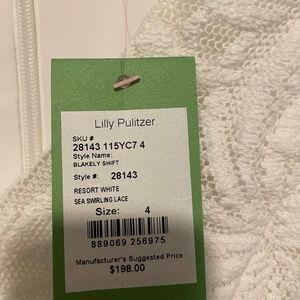 Lilly Pulitzer
SKU #
28143 115YC7 4
Style Name:
BLAKELY SHIFT
Style #: 28143
RESORT WHITE
SEA SWIRLING LACE
Size: 4
889069 256975
Manufacturer's Suggested Price
$198.00